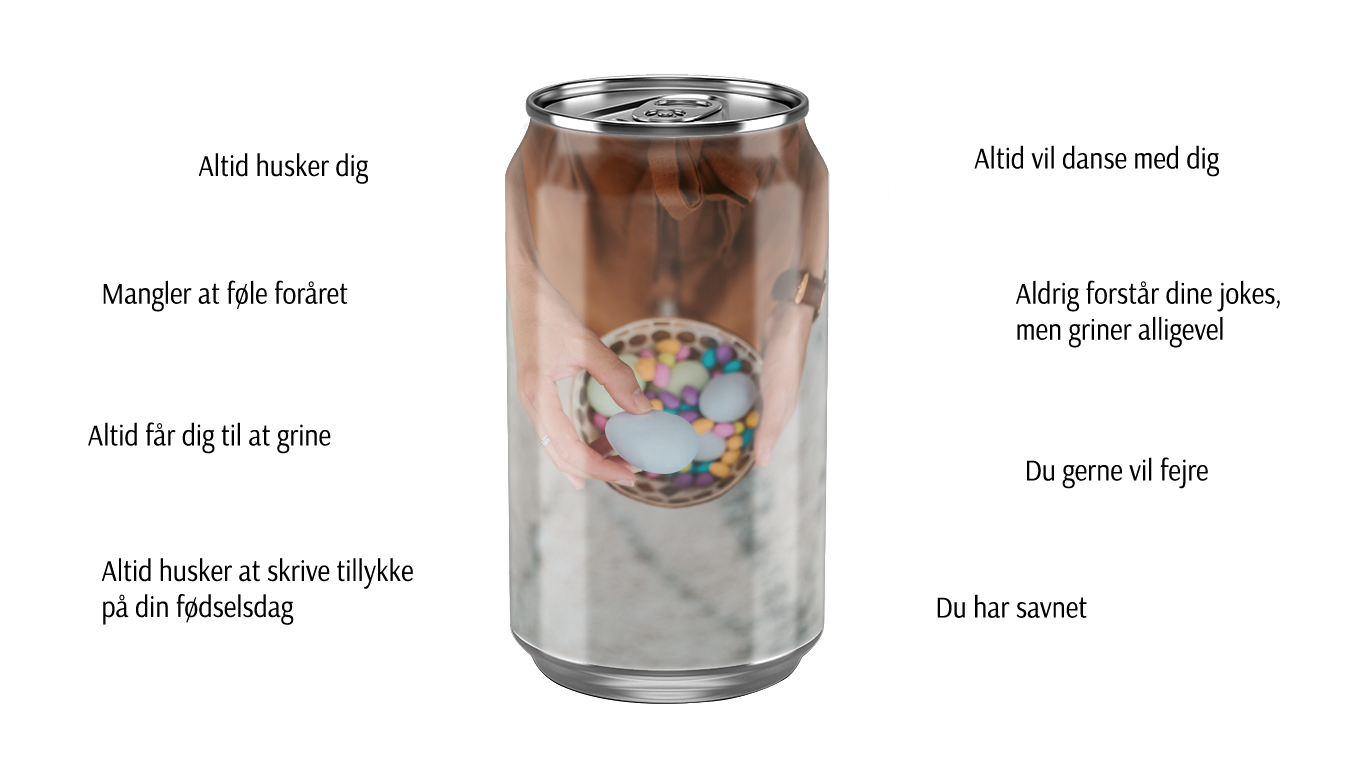 Altid husker dig
Mangler at føle foråret
Altid får dig til at grine
Altid husker at skrive tillykke
på din fødselsdag
Altid vil danse med dig
Aldrig forstår dine jokes,
men griner alligevel
Du gerne vil fejre
Du har savnet